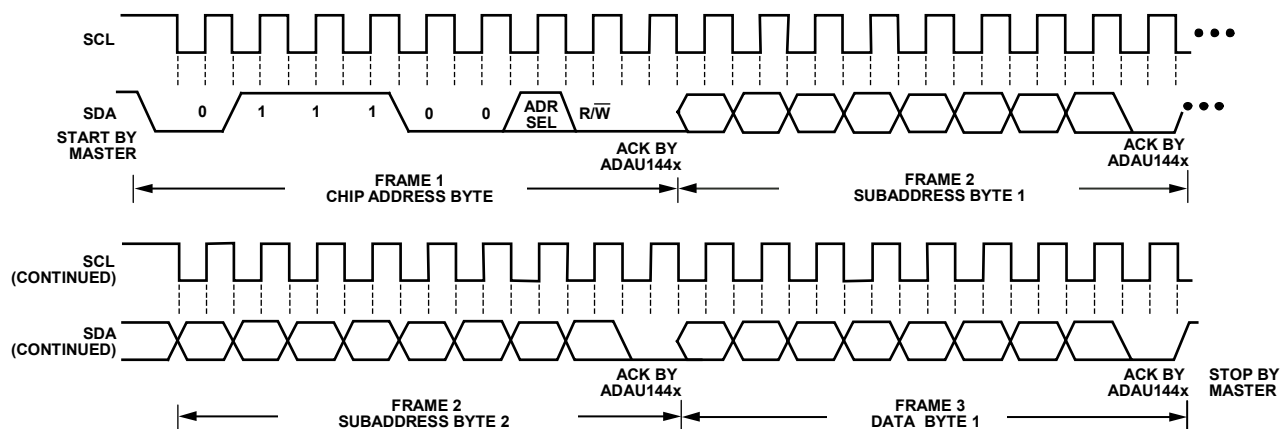 SCL
SDA
0 1 1 1 0 0 ADR SEL R/W̅
START BY
MASTER
ACK BY
ADAU144x
ACK BY
ADAU144x
FRAME 1
CHIP ADDRESS BYTE
FRAME 2
SUBADDRESS BYTE 1
SCL
(CONTINUED)
SDA
(CONTINUED)
ACK BY
ADAU144x
ACK BY
ADAU144x
STOP BY
MASTER
FRAME 2
SUBADDRESS BYTE 2
FRAME 3
DATA BYTE 1